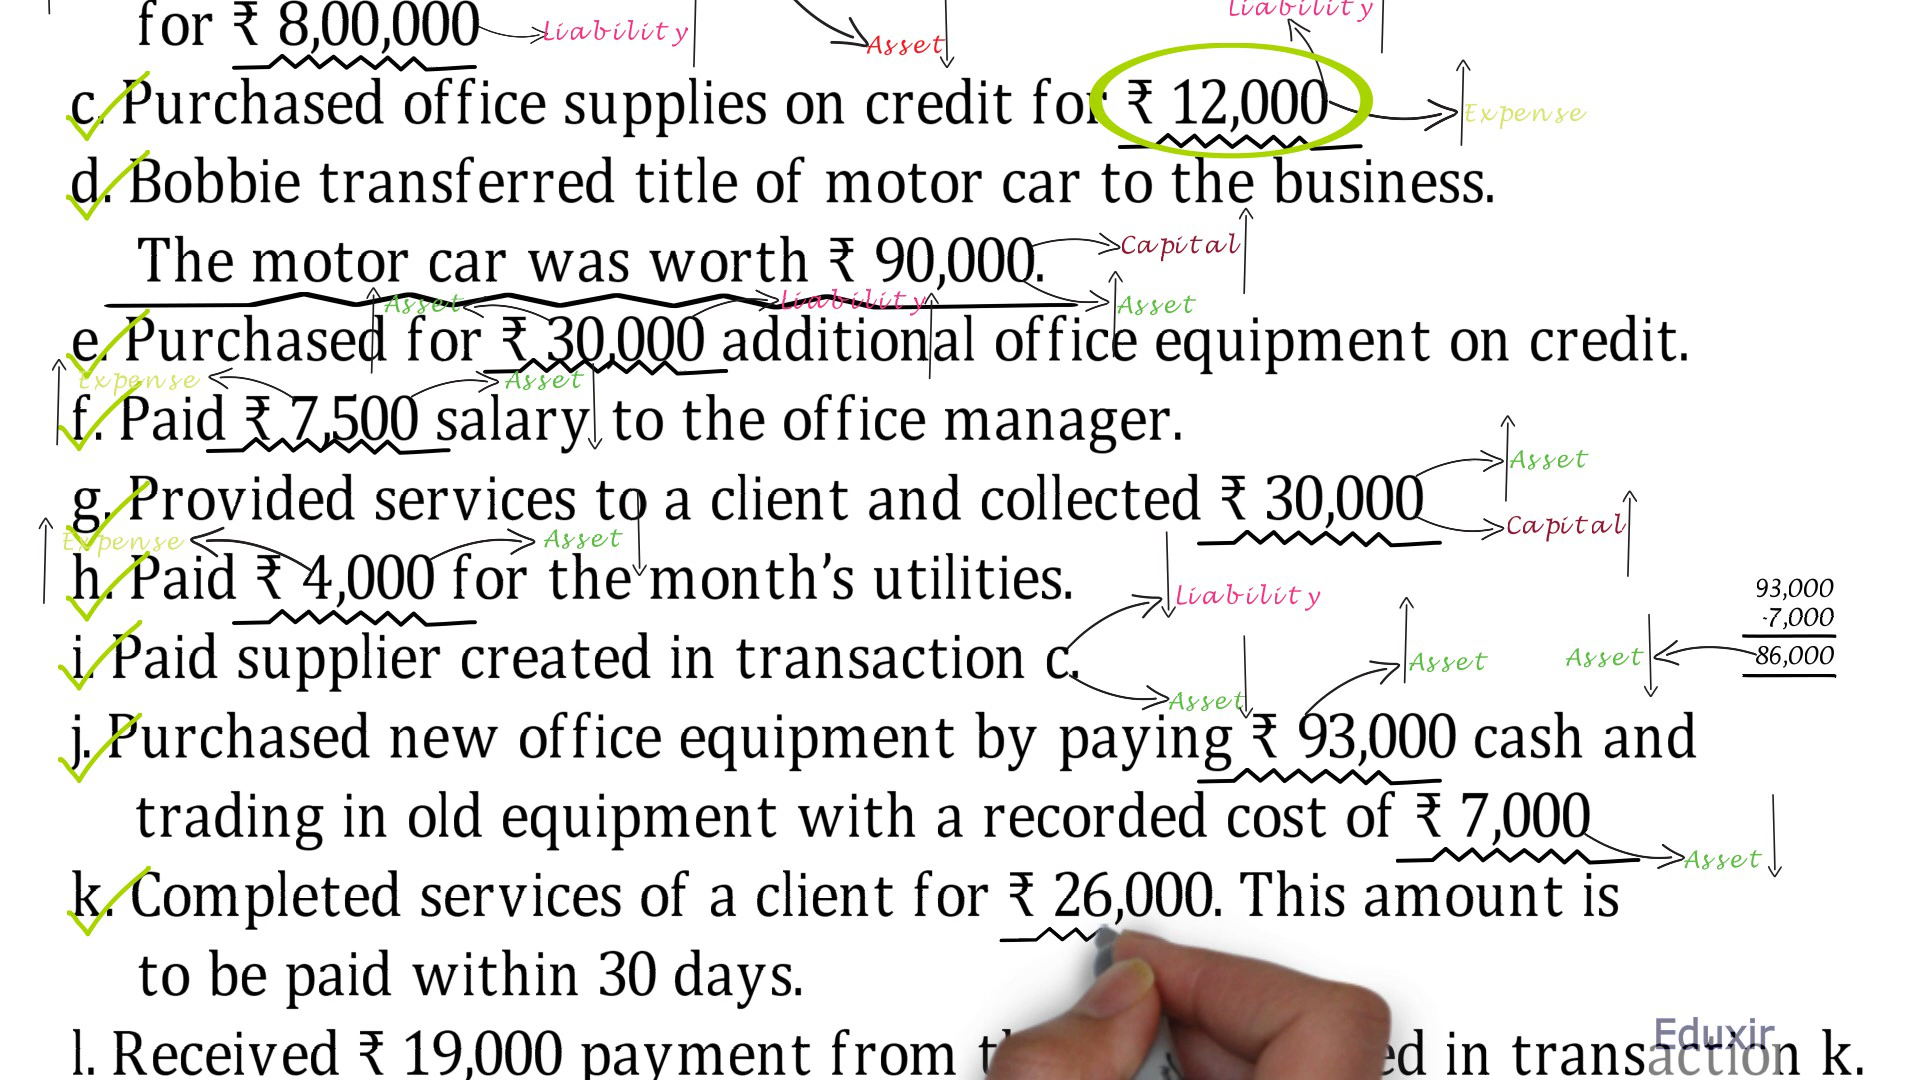 Liability
for ₹ 8,00,000 Liability Asset
c. Purchased office supplies on credit for ₹ 12,000 Expense
d. Bobbie transferred title of motor car to the business.
The motor car was worth ₹ 90,000. Capital
Asset Liability Asset
e. Purchased for ₹ 30,000 additional office equipment on credit.
Expense Asset
f. Paid ₹ 7,500 salary to the office manager.
Asset
g. Provided services to a client and collected ₹ 30,000
Capital
Expense Asset
h. Paid ₹ 4,000 for the month’s utilities.
Liability
93,000
-7,000
86,000
i. Paid supplier created in transaction c.
Asset Asset
Asset
j. Purchased new office equipment by paying ₹ 93,000 cash and
trading in old equipment with a recorded cost of ₹ 7,000
Asset
k. Completed services of a client for ₹ 26,000. This amount is
to be paid within 30 days.
Eduxir
l. Received ₹ 19,000 payment from in transaction k.